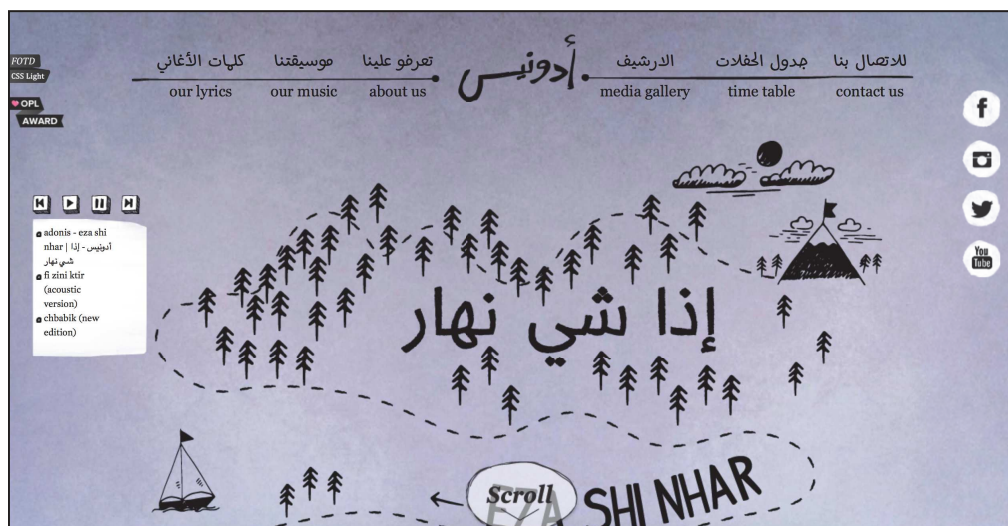 FOTD
CSS Light
OPL
AWARD
كلمات الأغاني
our lyrics
موسيقتنا
our music
تعرفو علينا
about us
أدونيس
الارشيف
media gallery
جدول الحفلات
time table
للاتصال بنا
contact us
adonis - eza shi
nhar | أدونيس - إذا
شي نهار
fi zini ktir
(acoustic
version)
chbabik (new
edition)
إذا شي نهار
You
Tube
Scroll
EZA SHI NHAR